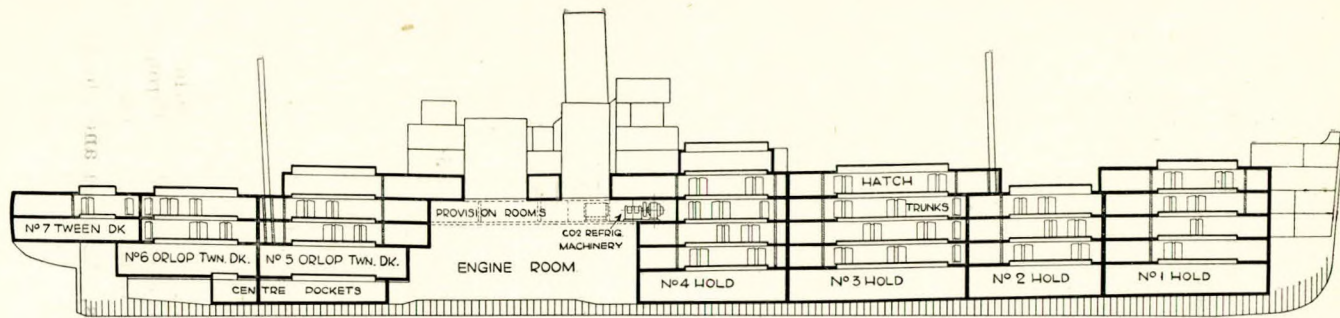 HATCH
PROVISION ROOMS
TRUNKS
Nº 7 TWEEN DK
CO2 REFRIG.
MACHINERY
Nº6 ORLOP TWN. DK.
Nº 5 ORLOP TWN. DK.
ENGINE ROOM
Nº4 HOLD
Nº3 HOLD
Nº 2 HOLD
Nº1 HOLD
CENTRE POCKETS